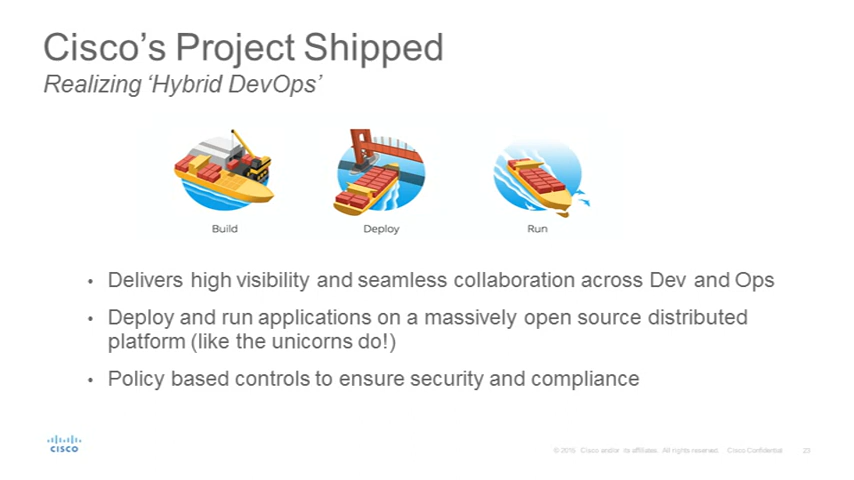 Cisco’s Project Shipped
Realizing ‘Hybrid DevOps’
Build
Deploy
Run
• Delivers high visibility and seamless collaboration across Dev and Ops
• Deploy and run applications on a massively open source distributed
platform (like the unicorns do!)
• Policy based controls to ensure security and compliance
CISCO
© 2015 Cisco and/or its affiliates. All rights reserved. Cisco Confidential 23